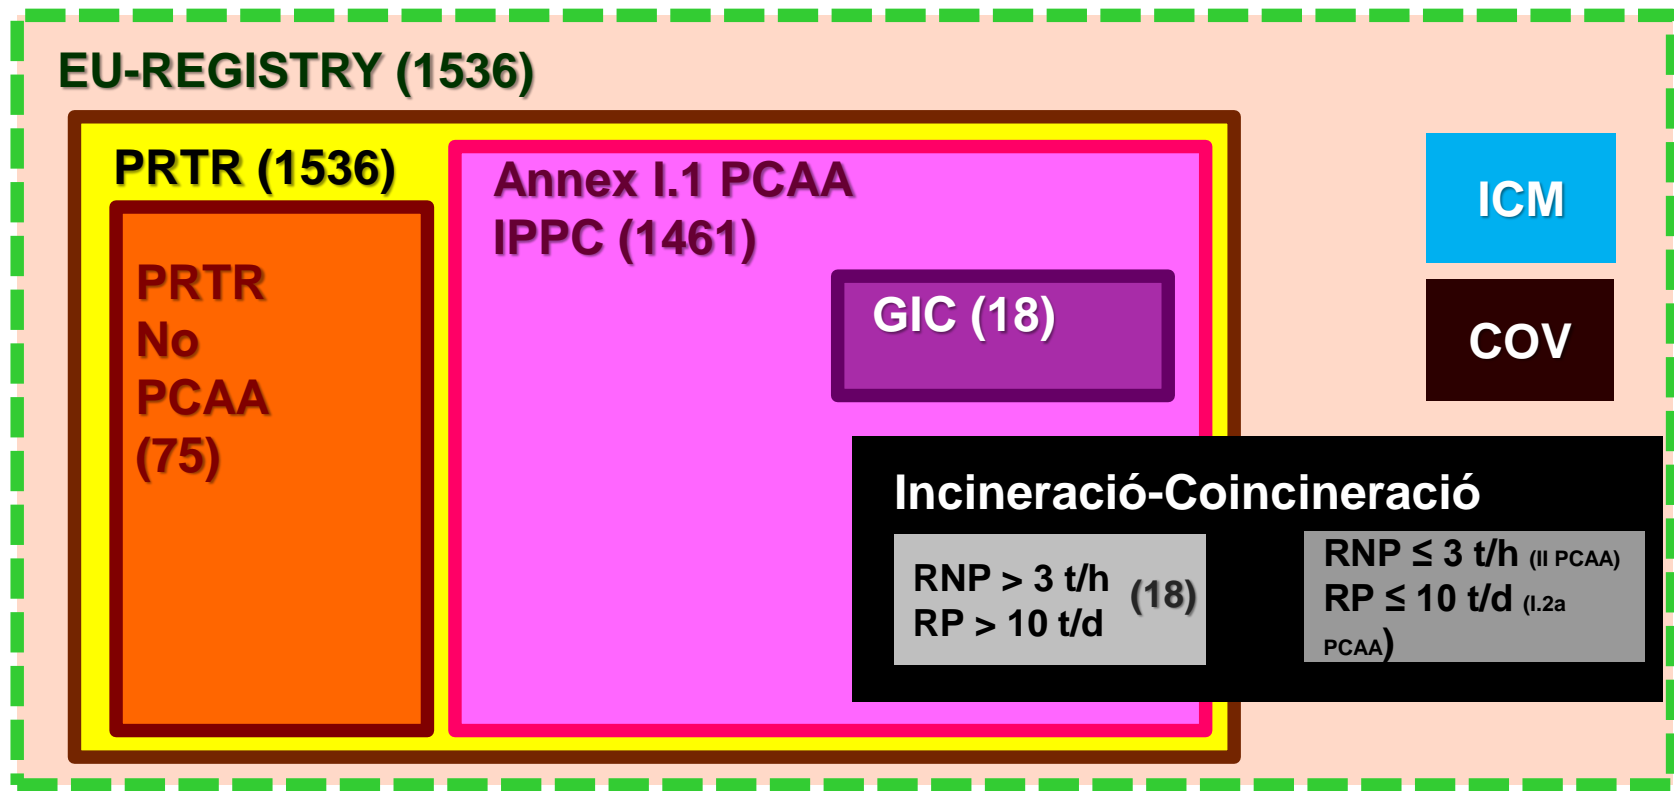 EU-REGISTRY (1536)
PRTR (1536)
PRTR
No
PCAA
(75)
Annex I.1 PCAA
IPPC (1461)
GIC (18)
ICM
COV
Incineració-Coincineració
RNP > 3 t/h
RP > 10 t/d
(18)
RNP ≤ 3 t/h (II PCAA)
RP ≤ 10 t/d (I.2a
PCAA)